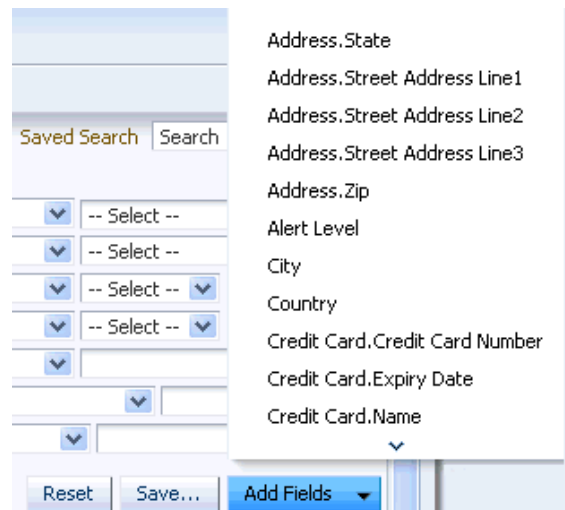 Address.State
Address.Street Address Line1
Address.Street Address Line2
Address.Street Address Line3
Address.Zip
Alert Level
City
Country
Credit Card.Credit Card Number
Credit Card.Expiry Date
Credit Card.Name
Saved Search Search
-- Select --
-- Select --
-- Select --
-- Select --
Reset Save... Add Fields